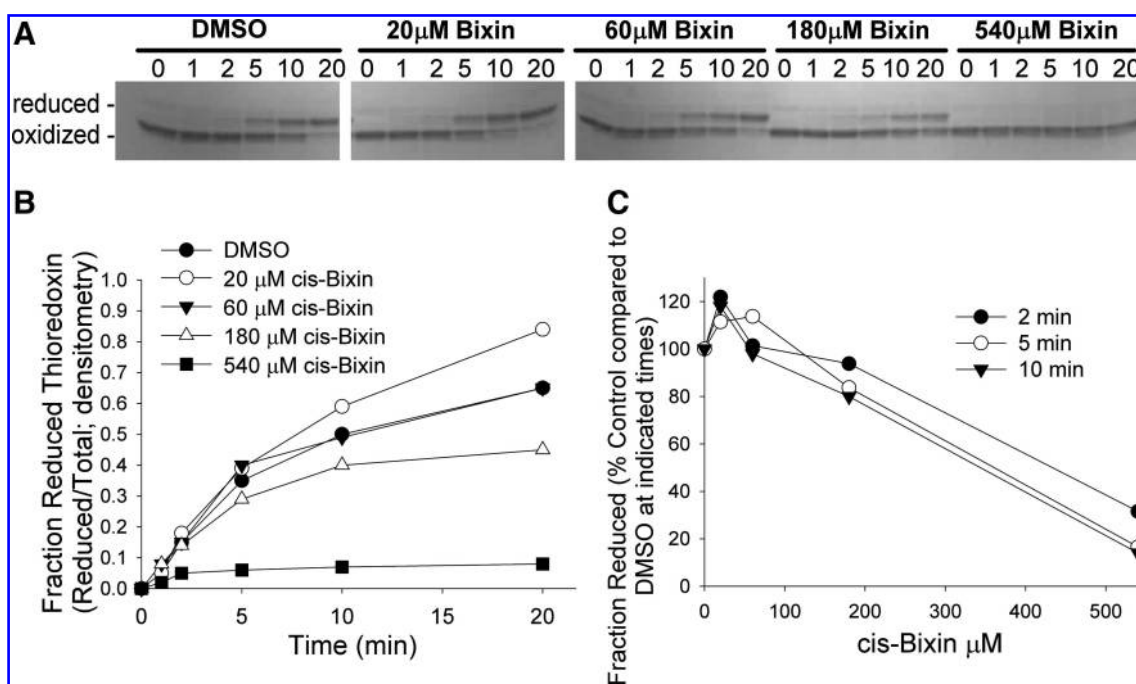 A
DMSO 20μM Bixin 60μM Bixin 180μM Bixin 540μM Bixin
0 1 2 5 10 20 0 1 2 5 10 20 0 1 2 5 10 20 0 1 2 5 10 20 0 1 2 5 10 20
reduced -
oxidized -
B
DMSO
20 μM cis-Bixin
60 μM cis-Bixin
180 μM cis-Bixin
540 μM cis-Bixin
Fraction Reduced Thioredoxin
(Reduced/Total; densitometry)
1.0
0.9
0.8
0.7
0.6
0.5
0.4
0.3
0.2
0.1
0.0
0 5 10 15 20
Time (min)
C
Fraction Reduced (% Control compared to
DMSO at indicated times)
120
100
80
60
40
20
0
2 min
5 min
10 min
0 100 200 300 400 500
cis-Bixin μM